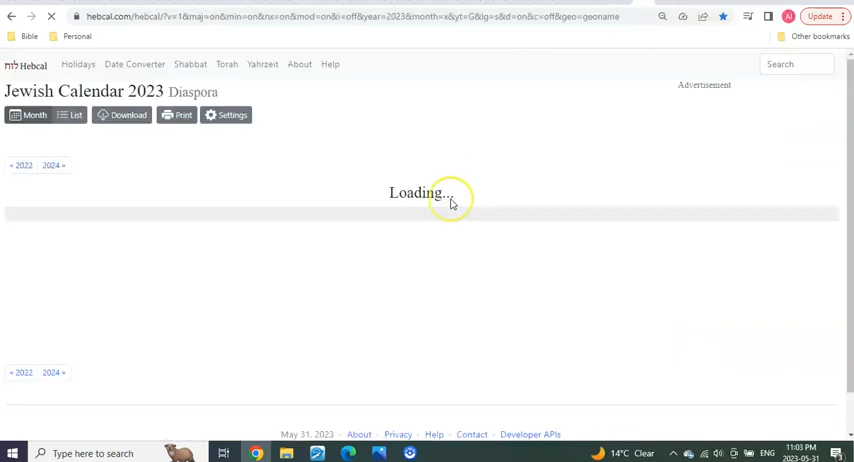 hebcal.com/hebcal/?v=1&maj=on&min=on&nx=on&mod=on&i=off&year=2023&month=x&yt=G&lg=s&d=on&c=off&geo=geoname
Update
Bible Personal Other bookmarks
לוח Hebcal Holidays Date Converter Shabbat Torah Yahrzeit About Help Search
Jewish Calendar 2023 Diaspora
Advertisement
Month List Download Print Settings
« 2022 2024 »
Loading...
« 2022 2024 »
May 31, 2023 · About · Privacy · Help · Contact · Developer APIs
Type here to search 14°C Clear ENG 11:03 PM
2023-05-31